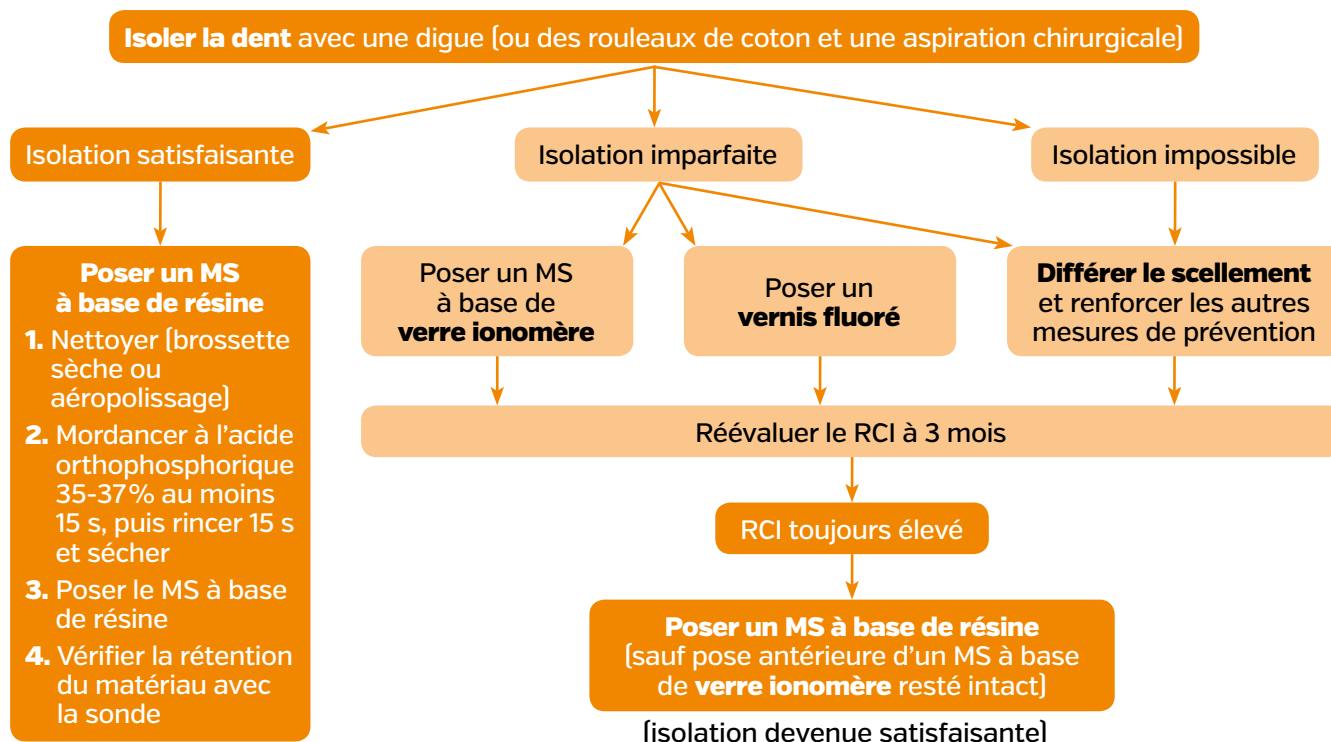 Isoler la dent avec une digue (ou des rouleaux de coton et une aspiration chirurgicale)
Isolation satisfaisante
Isolation imparfaite
Isolation impossible
Poser un MS
à base de résine
1. Nettoyer (brossette
sèche ou
aéropolissage)
2. Mordancer à l'acide
orthophosphorique
35-37% au moins
15 s, puis rincer 15 s
et sécher
3. Poser le MS à base
de résine
4. Vérifier la rétention
du matériau avec
la sonde
Poser un MS
à base de
verre ionomère
Poser un
vernis fluoré
Différer le scellement
et renforcer les autres
mesures de prévention
Réévaluer le RCI à 3 mois
RCI toujours élevé
Poser un MS à base de résine
(sauf pose antérieure d'un MS à base
de verre ionomère resté intact)
(isolation devenue satisfaisante)